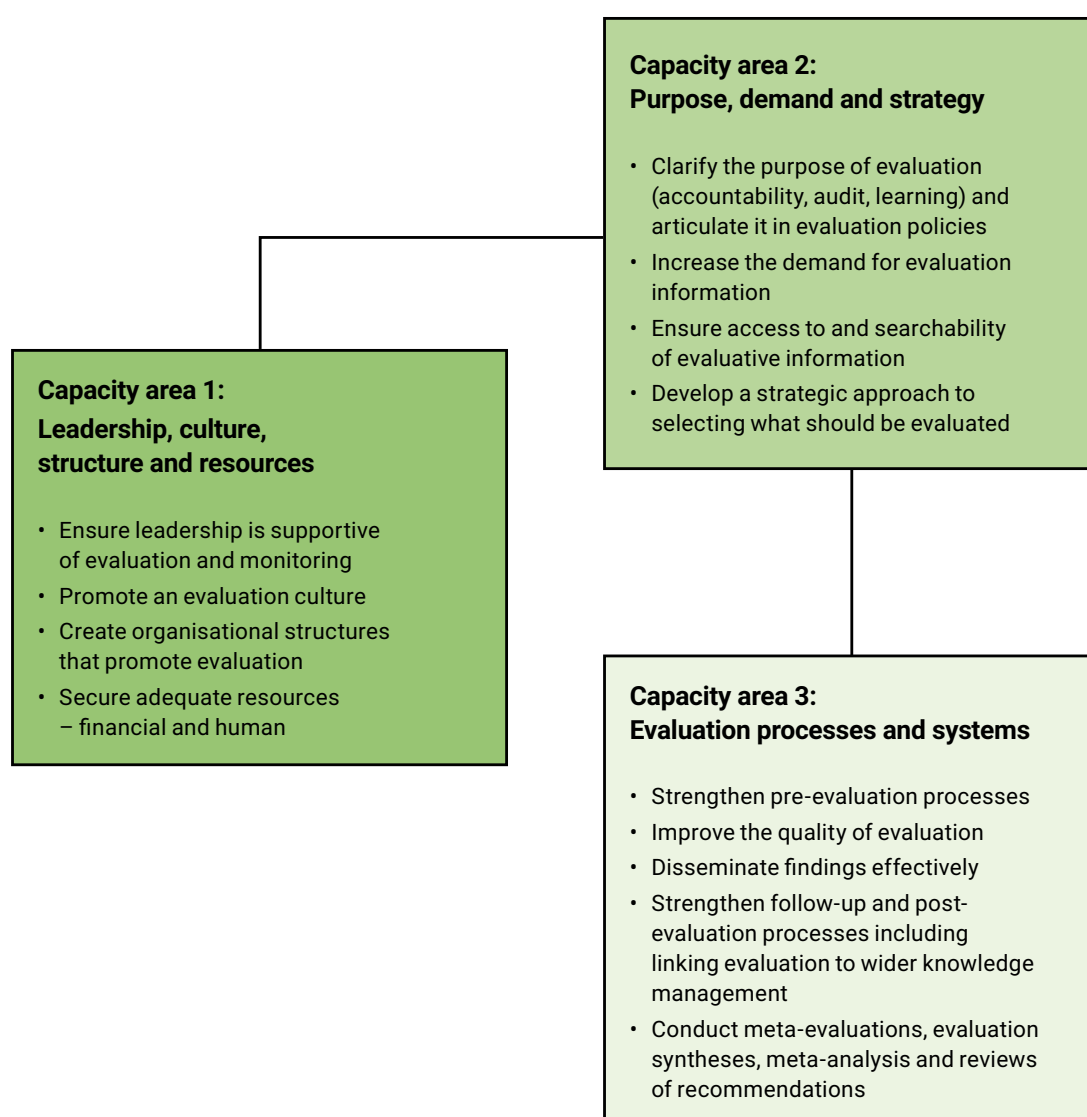 Capacity area 2:
Purpose, demand and strategy
• Clarify the purpose of evaluation
(accountability, audit, learning) and
articulate it in evaluation policies
• Increase the demand for evaluation
information
• Ensure access to and searchability
of evaluative information
• Develop a strategic approach to
selecting what should be evaluated
Capacity area 1:
Leadership, culture,
structure and resources
• Ensure leadership is supportive
of evaluation and monitoring
• Promote an evaluation culture
• Create organisational structures
that promote evaluation
• Secure adequate resources
– financial and human
Capacity area 3:
Evaluation processes and systems
• Strengthen pre-evaluation processes
• Improve the quality of evaluation
• Disseminate findings effectively
• Strengthen follow-up and post-
evaluation processes including
linking evaluation to wider knowledge
management
• Conduct meta-evaluations, evaluation
syntheses, meta-analysis and reviews
of recommendations